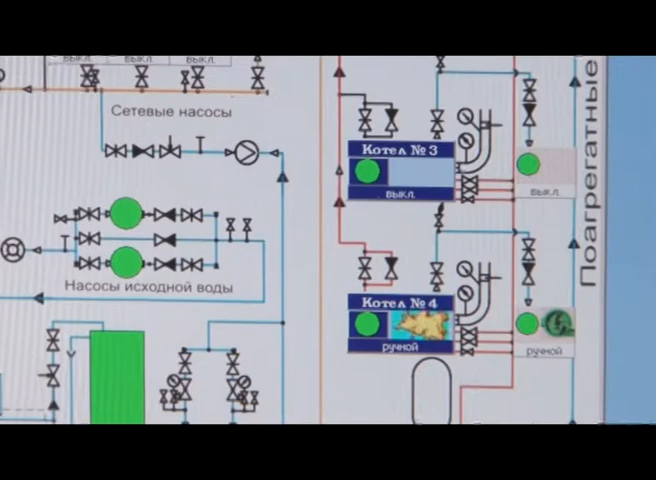 выкл.
выкл.
выкл.
Сетевые насосы
Котел № 3
выкл.
выкл.
Насосы исходной воды
Котел № 4
ручной
ручной
Поагрегатные